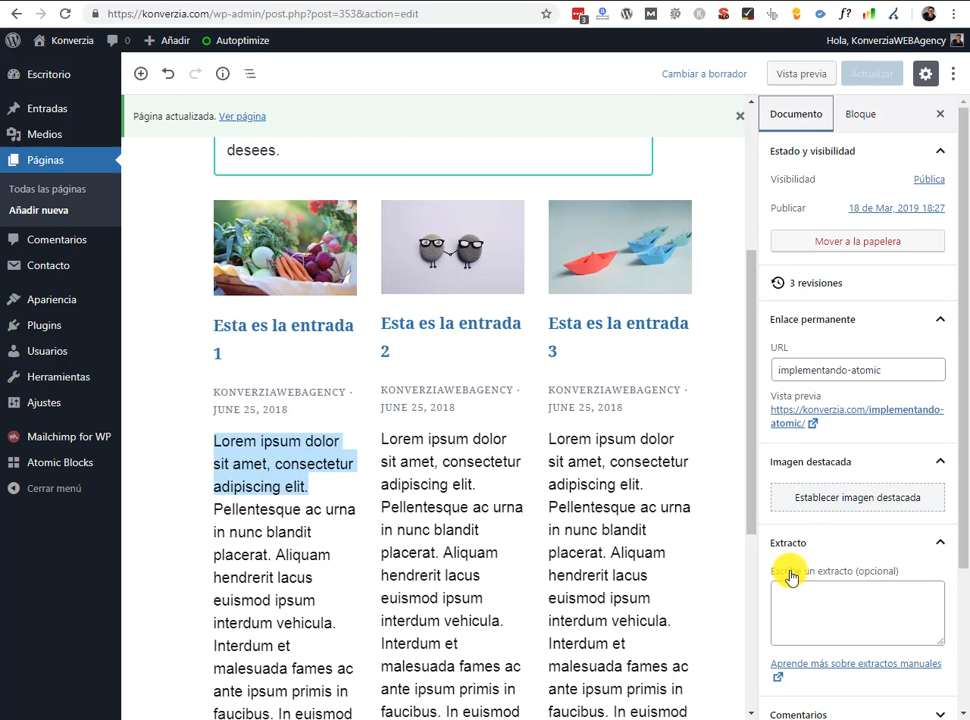 https://konverzia.com/wp-admin/post.php?post=353&action=edit
3
Konverzia
0
Añadir
Autoptimize
Hola, KonverziaWEBAgency
Escritorio
Entradas
Medios
Páginas
Todas las páginas
Añadir nueva
Comentarios
Contacto
Apariencia
Plugins
Usuarios
Herramientas
Ajustes
Mailchimp for WP
Atomic Blocks
Cerrar menú
Cambiar a borrador
Vista previa
Actualizar
Página actualizada. Ver página
desees.
Esta es la entrada
1
KONVERZIAWEBAGENCY ·
JUNE 25, 2018
Lorem ipsum dolor
sit amet, consectetur
adipiscing elit.
Pellentesque ac urna
in nunc blandit
placerat. Aliquam
hendrerit lacus
euismod ipsum
interdum vehicula.
Interdum et
malesuada fames ac
ante ipsum primis in
faucibus. In euismod
Esta es la entrada
2
KONVERZIAWEBAGENCY ·
JUNE 25, 2018
Lorem ipsum dolor
sit amet, consectetur
adipiscing elit.
Pellentesque ac urna
in nunc blandit
placerat. Aliquam
hendrerit lacus
euismod ipsum
interdum vehicula.
Interdum et
malesuada fames ac
ante ipsum primis in
faucibus. In euismod
Esta es la entrada
3
KONVERZIAWEBAGENCY ·
JUNE 25, 2018
Lorem ipsum dolor
sit amet, consectetur
adipiscing elit.
Pellentesque ac urna
in nunc blandit
placerat. Aliquam
hendrerit lacus
euismod ipsum
interdum vehicula.
Interdum et
malesuada fames ac
ante ipsum primis in
faucibus. In euismod
Documento
Bloque
Estado y visibilidad
Visibilidad
Pública
Publicar
18 de Mar, 2019 18:27
Mover a la papelera
3 revisiones
Enlace permanente
URL
implementando-atomic
Vista previa
https://konverzia.com/implementando-
atomic/
Imagen destacada
Establecer imagen destacada
Extracto
un extracto (opcional)
Aprende más sobre extractos manuales
Comentarios